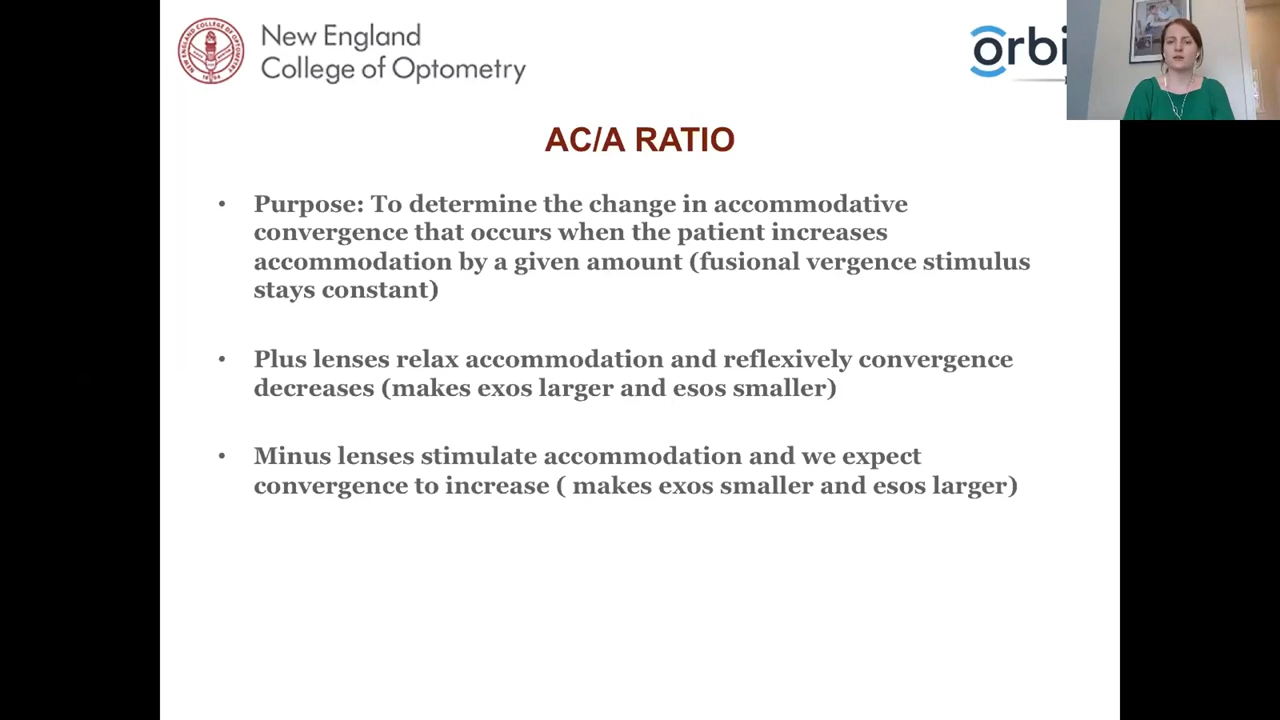 New England
College of Optometry
orbi
AC/A RATIO
• Purpose: To determine the change in accommodative
convergence that occurs when the patient increases
accommodation by a given amount (fusional vergence stimulus
stays constant)
• Plus lenses relax accommodation and reflexively convergence
decreases (makes exos larger and esos smaller)
• Minus lenses stimulate accommodation and we expect
convergence to increase ( makes exos smaller and esos larger)